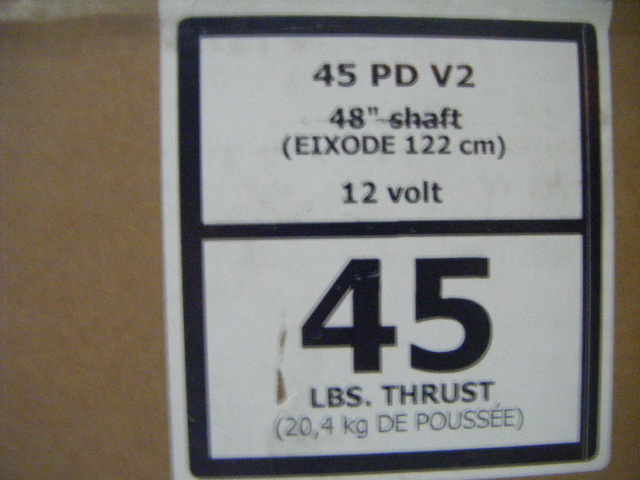 45 PD V2
48" shaft
(EIXODE 122 cm)
12 volt
45
LBS. THRUST
(20,4 kg DE POUSSÉE)